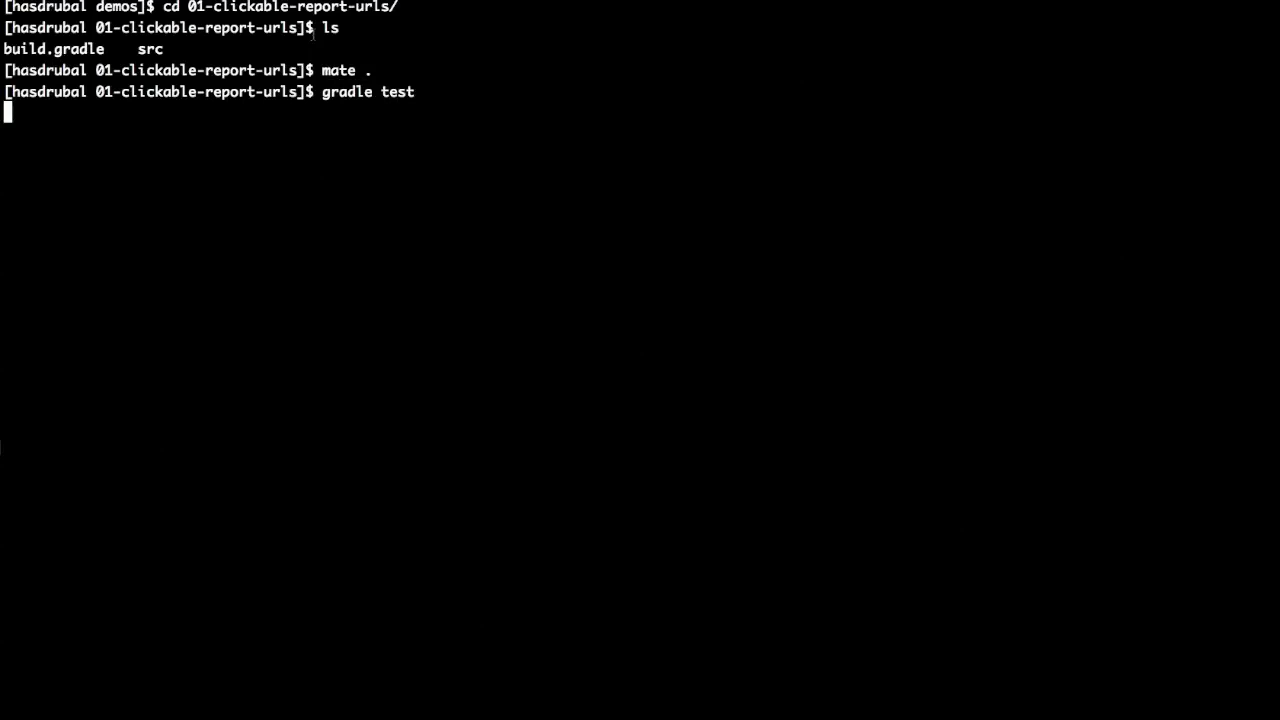 [hasdrubal demos]$ cd 01-clickable-report-urls/
[hasdrubal 01-clickable-report-urls]$ ls
build.gradle    src
[hasdrubal 01-clickable-report-urls]$ mate .
[hasdrubal 01-clickable-report-urls]$ gradle test